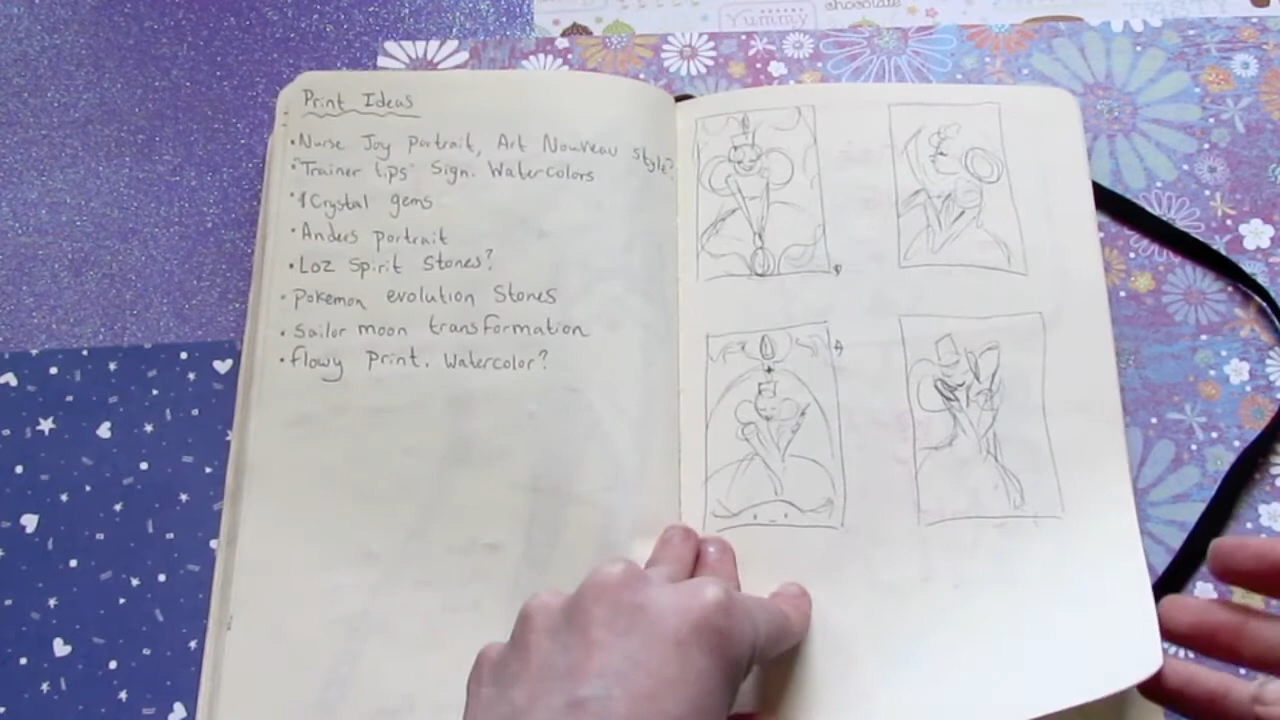 Yummy
chocolate
Print Ideas
• Nurse Joy portrait, Art Nouveau style?
• "Trainer tips" Sign. Watercolors
• Crystal gems
• Anders portrait
• Loz Spirit Stones?
• Pokemon evolution Stones
• Sailor moon transformation
• flowy print. Watercolor?